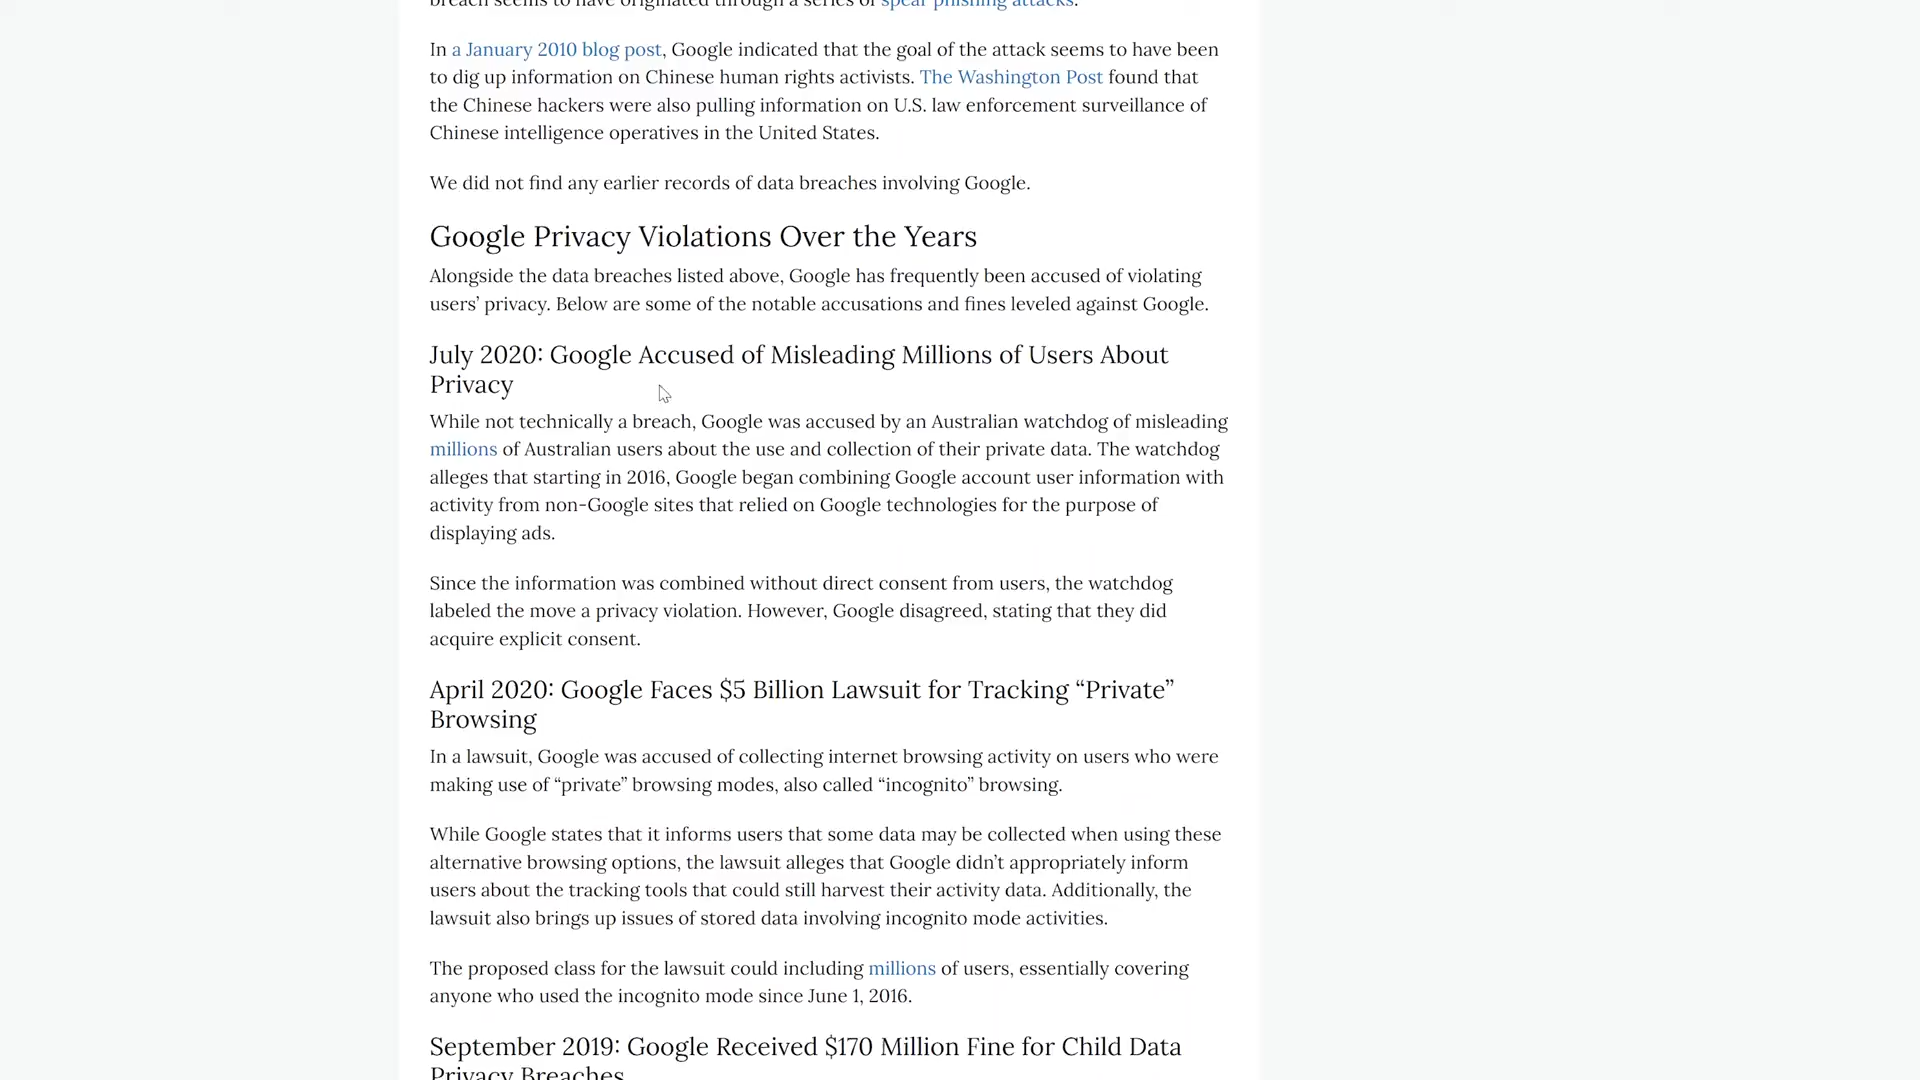 breach seems to have originated through a series of spear phishing attacks.
In a January 2010 blog post, Google indicated that the goal of the attack seems to have been
to dig up information on Chinese human rights activists. The Washington Post found that
the Chinese hackers were also pulling information on U.S. law enforcement surveillance of
Chinese intelligence operatives in the United States.
We did not find any earlier records of data breaches involving Google.
Google Privacy Violations Over the Years
Alongside the data breaches listed above, Google has frequently been accused of violating
users’ privacy. Below are some of the notable accusations and fines leveled against Google.
July 2020: Google Accused of Misleading Millions of Users About
Privacy
While not technically a breach, Google was accused by an Australian watchdog of misleading
millions of Australian users about the use and collection of their private data. The watchdog
alleges that starting in 2016, Google began combining Google account user information with
activity from non-Google sites that relied on Google technologies for the purpose of
displaying ads.
Since the information was combined without direct consent from users, the watchdog
labeled the move a privacy violation. However, Google disagreed, stating that they did
acquire explicit consent.
April 2020: Google Faces $5 Billion Lawsuit for Tracking “Private”
Browsing
In a lawsuit, Google was accused of collecting internet browsing activity on users who were
making use of “private” browsing modes, also called “incognito” browsing.
While Google states that it informs users that some data may be collected when using these
alternative browsing options, the lawsuit alleges that Google didn’t appropriately inform
users about the tracking tools that could still harvest their activity data. Additionally, the
lawsuit also brings up issues of stored data involving incognito mode activities.
The proposed class for the lawsuit could including millions of users, essentially covering
anyone who used the incognito mode since June 1, 2016.
September 2019: Google Received $170 Million Fine for Child Data
Privacy Breaches